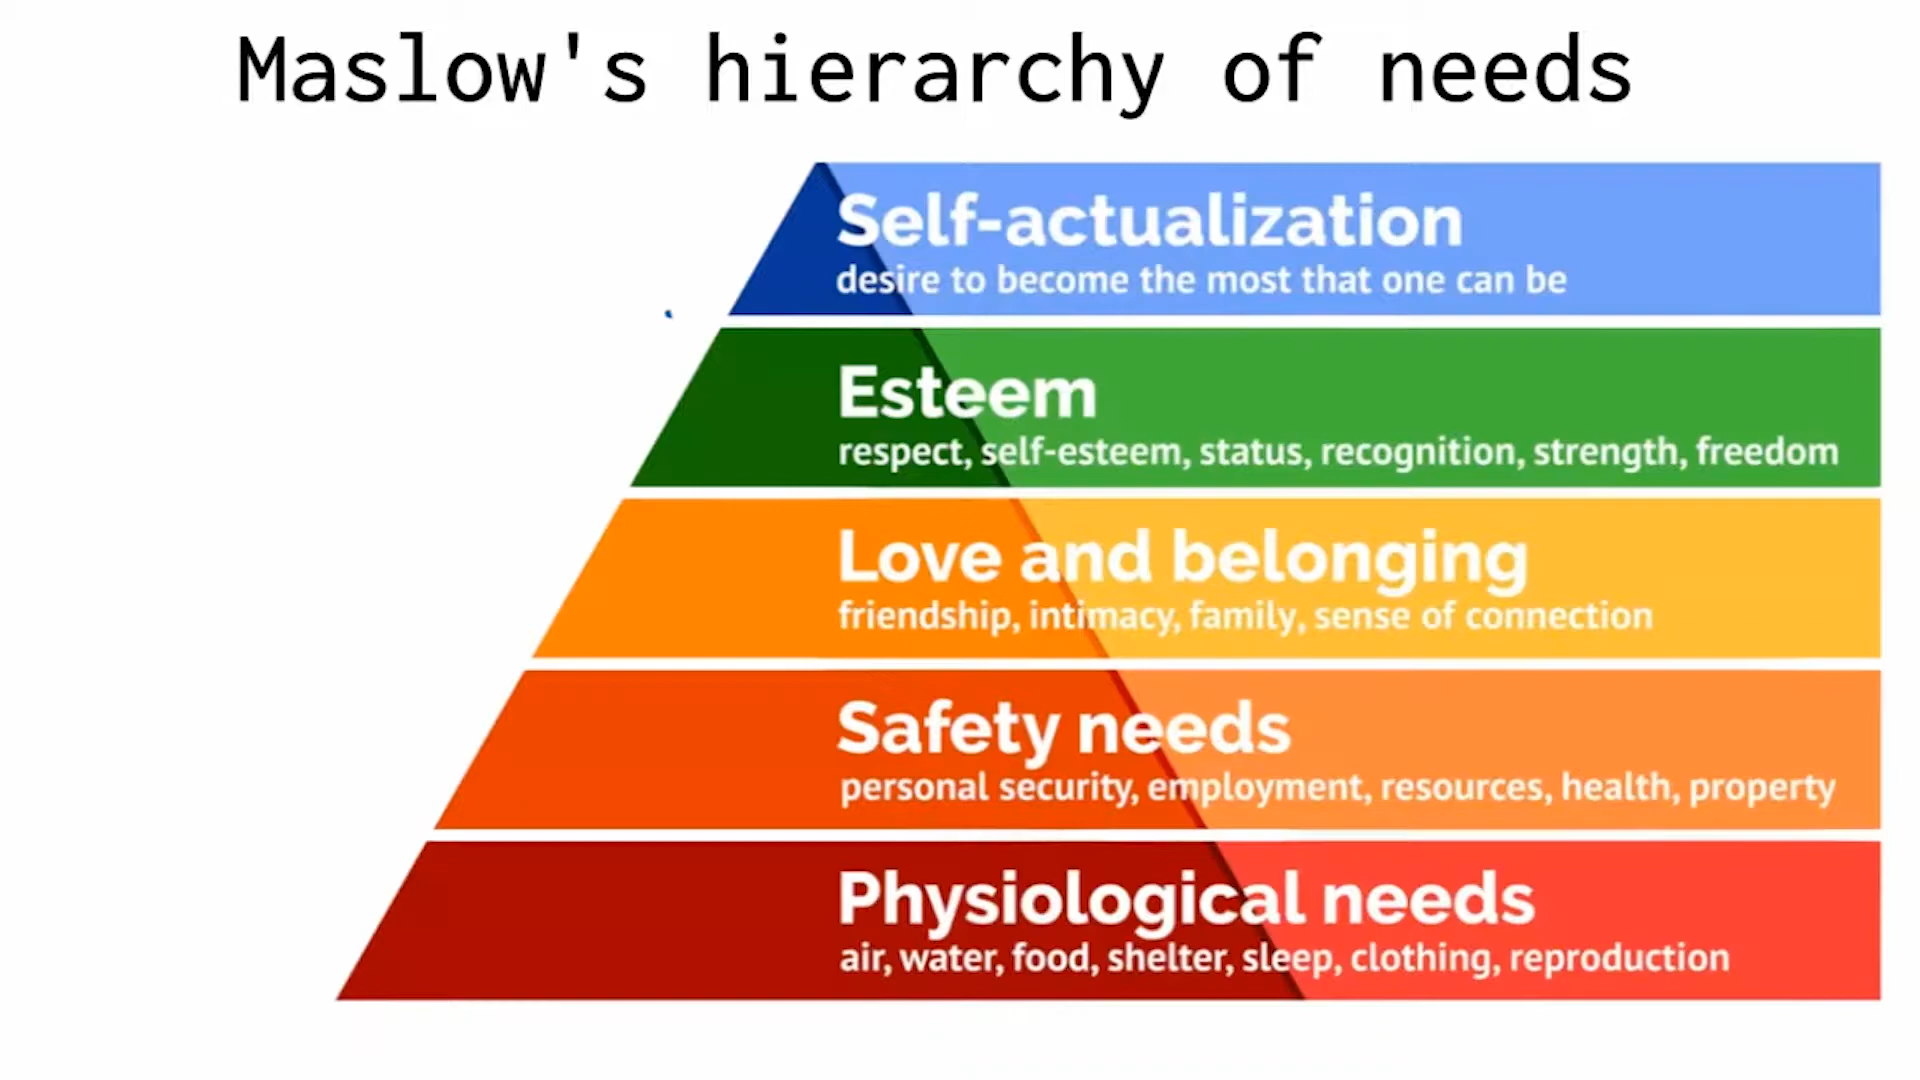 Maslow's hierarchy of needs
Self-actualization
desire to become the most that one can be
Esteem
respect, self-esteem, status, recognition, strength, freedom
Love and belonging
friendship, intimacy, family, sense of connection
Safety needs
personal security, employment, resources, health, property
Physiological needs
air, water, food, shelter, sleep, clothing, reproduction